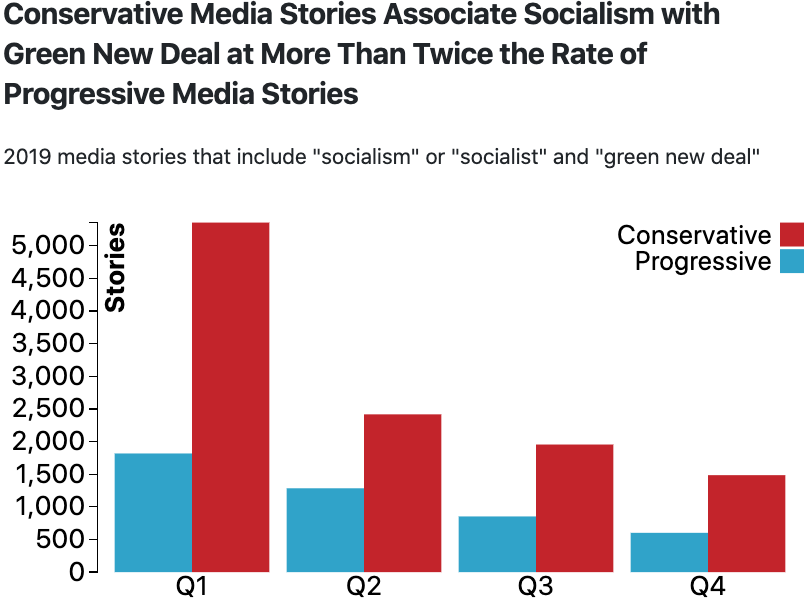 Conservative Media Stories Associate Socialism with
Green New Deal at More Than Twice the Rate of
Progressive Media Stories
2019 media stories that include "socialism" or "socialist" and "green new deal"
Stories
Conservative
Progressive
5,000
4,500
4,000
3,500
3,000
2,500
2,000
1,500
1,000
500
0
Q1 Q2 Q3 Q4